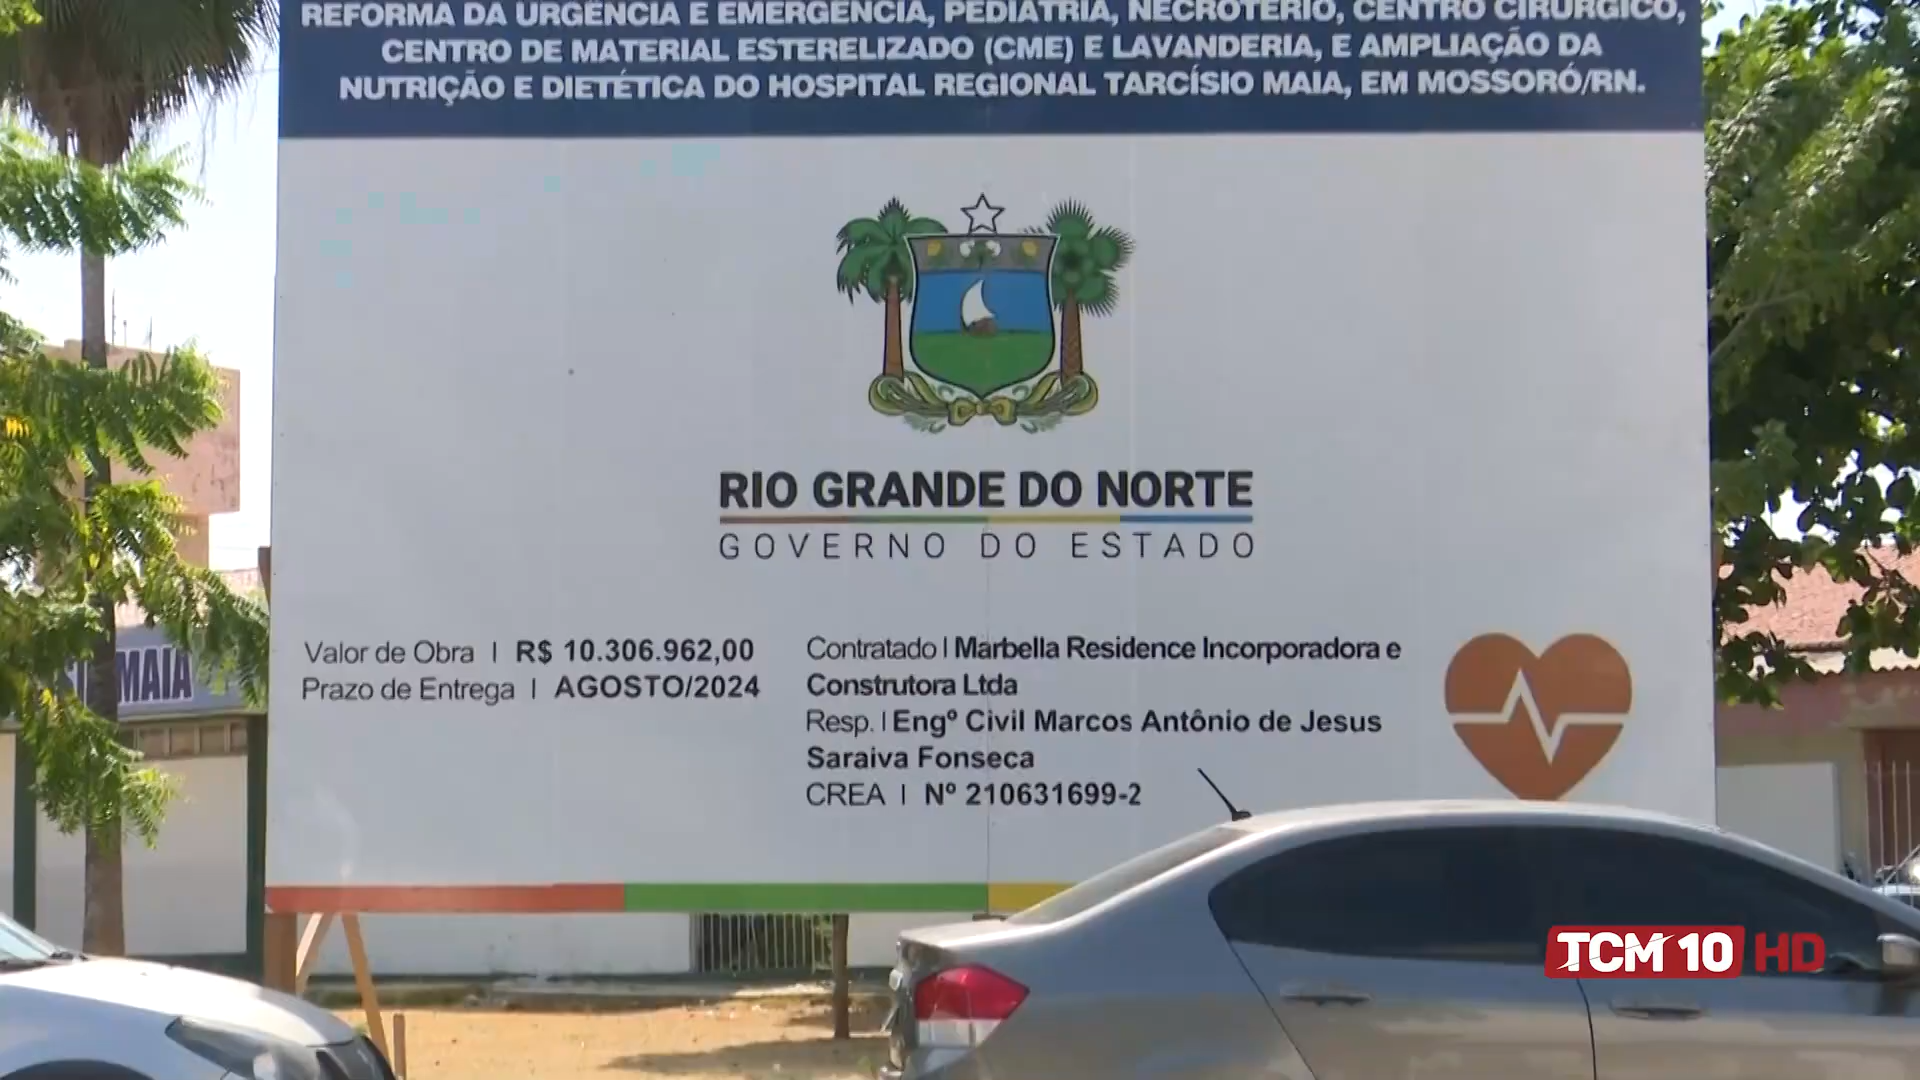 REFORMA DA URGÊNCIA E EMERGÊNCIA, PEDIATRIA, NECROTÉRIO, CENTRO CIRÚRGICO,
CENTRO DE MATERIAL ESTERELIZADO (CME) E LAVANDERIA, E AMPLIAÇÃO DA
NUTRIÇÃO E DIETÉTICA DO HOSPITAL REGIONAL TARCÍSIO MAIA, EM MOSSORÓ/RN.
RIO GRANDE DO NORTE
GOVERNO DO ESTADO
Valor de Obra | R$ 10.306.962,00
Prazo de Entrega | AGOSTO/2024
Contratado | Marbella Residence Incorporadora e
Construtora Ltda
Resp. | Engº Civil Marcos Antônio de Jesus
Saraiva Fonseca
CREA | Nº 210631699-2
MAIA
TCM 10 HD